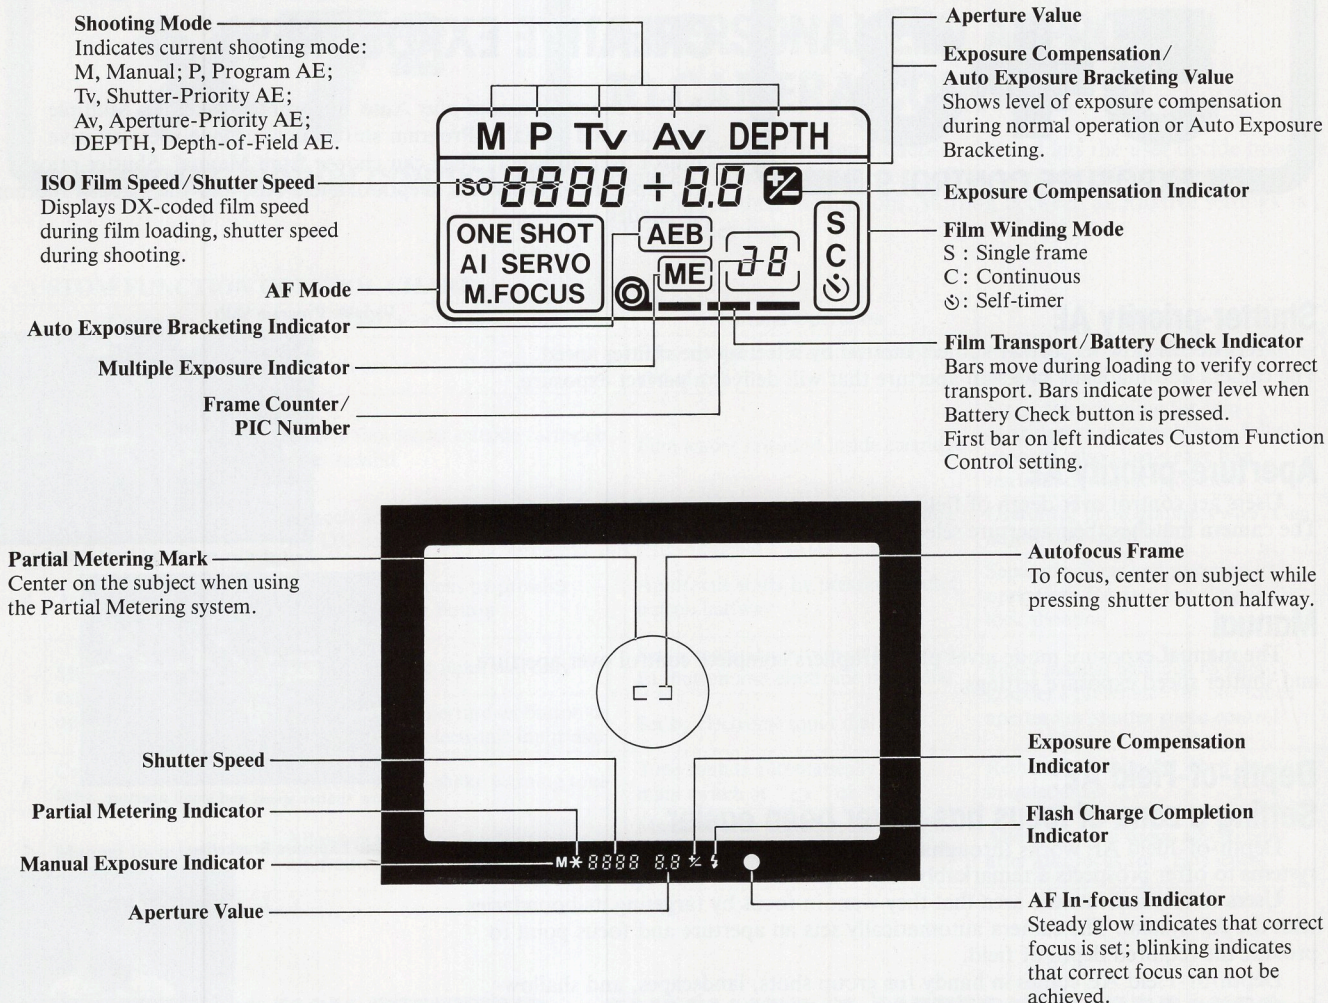 Shooting Mode
Indicates current shooting mode:
M, Manual; P, Program AE;
Tv, Shutter-Priority AE;
Av, Aperture-Priority AE;
DEPTH, Depth-of-Field AE.
ISO Film Speed/Shutter Speed
Displays DX-coded film speed
during film loading, shutter speed
during shooting.
AF Mode
Auto Exposure Bracketing Indicator
Multiple Exposure Indicator
Frame Counter/
PIC Number
M P Tv Av DEPTH
ISO 8888 + 8.8
ONE SHOT
AI SERVO
M.FOCUS
AEB
ME
38
S
C
Aperture Value
Exposure Compensation/
Auto Exposure Bracketing Value
Shows level of exposure compensation
during normal operation or Auto Exposure
Bracketing.
Exposure Compensation Indicator
Film Winding Mode
S : Single frame
C : Continuous
: Self-timer
Film Transport/Battery Check Indicator
Bars move during loading to verify correct
transport. Bars indicate power level when
Battery Check button is pressed.
First bar on left indicates Custom Function
Control setting.
Partial Metering Mark
Center on the subject when using
the Partial Metering system.
Shutter Speed
Partial Metering Indicator
Manual Exposure Indicator
Aperture Value
M* 8888 8.8
Autofocus Frame
To focus, center on subject while
pressing shutter button halfway.
Exposure Compensation
Indicator
Flash Charge Completion
Indicator
AF In-focus Indicator
Steady glow indicates that correct
focus is set; blinking indicates
that correct focus can not be
achieved.